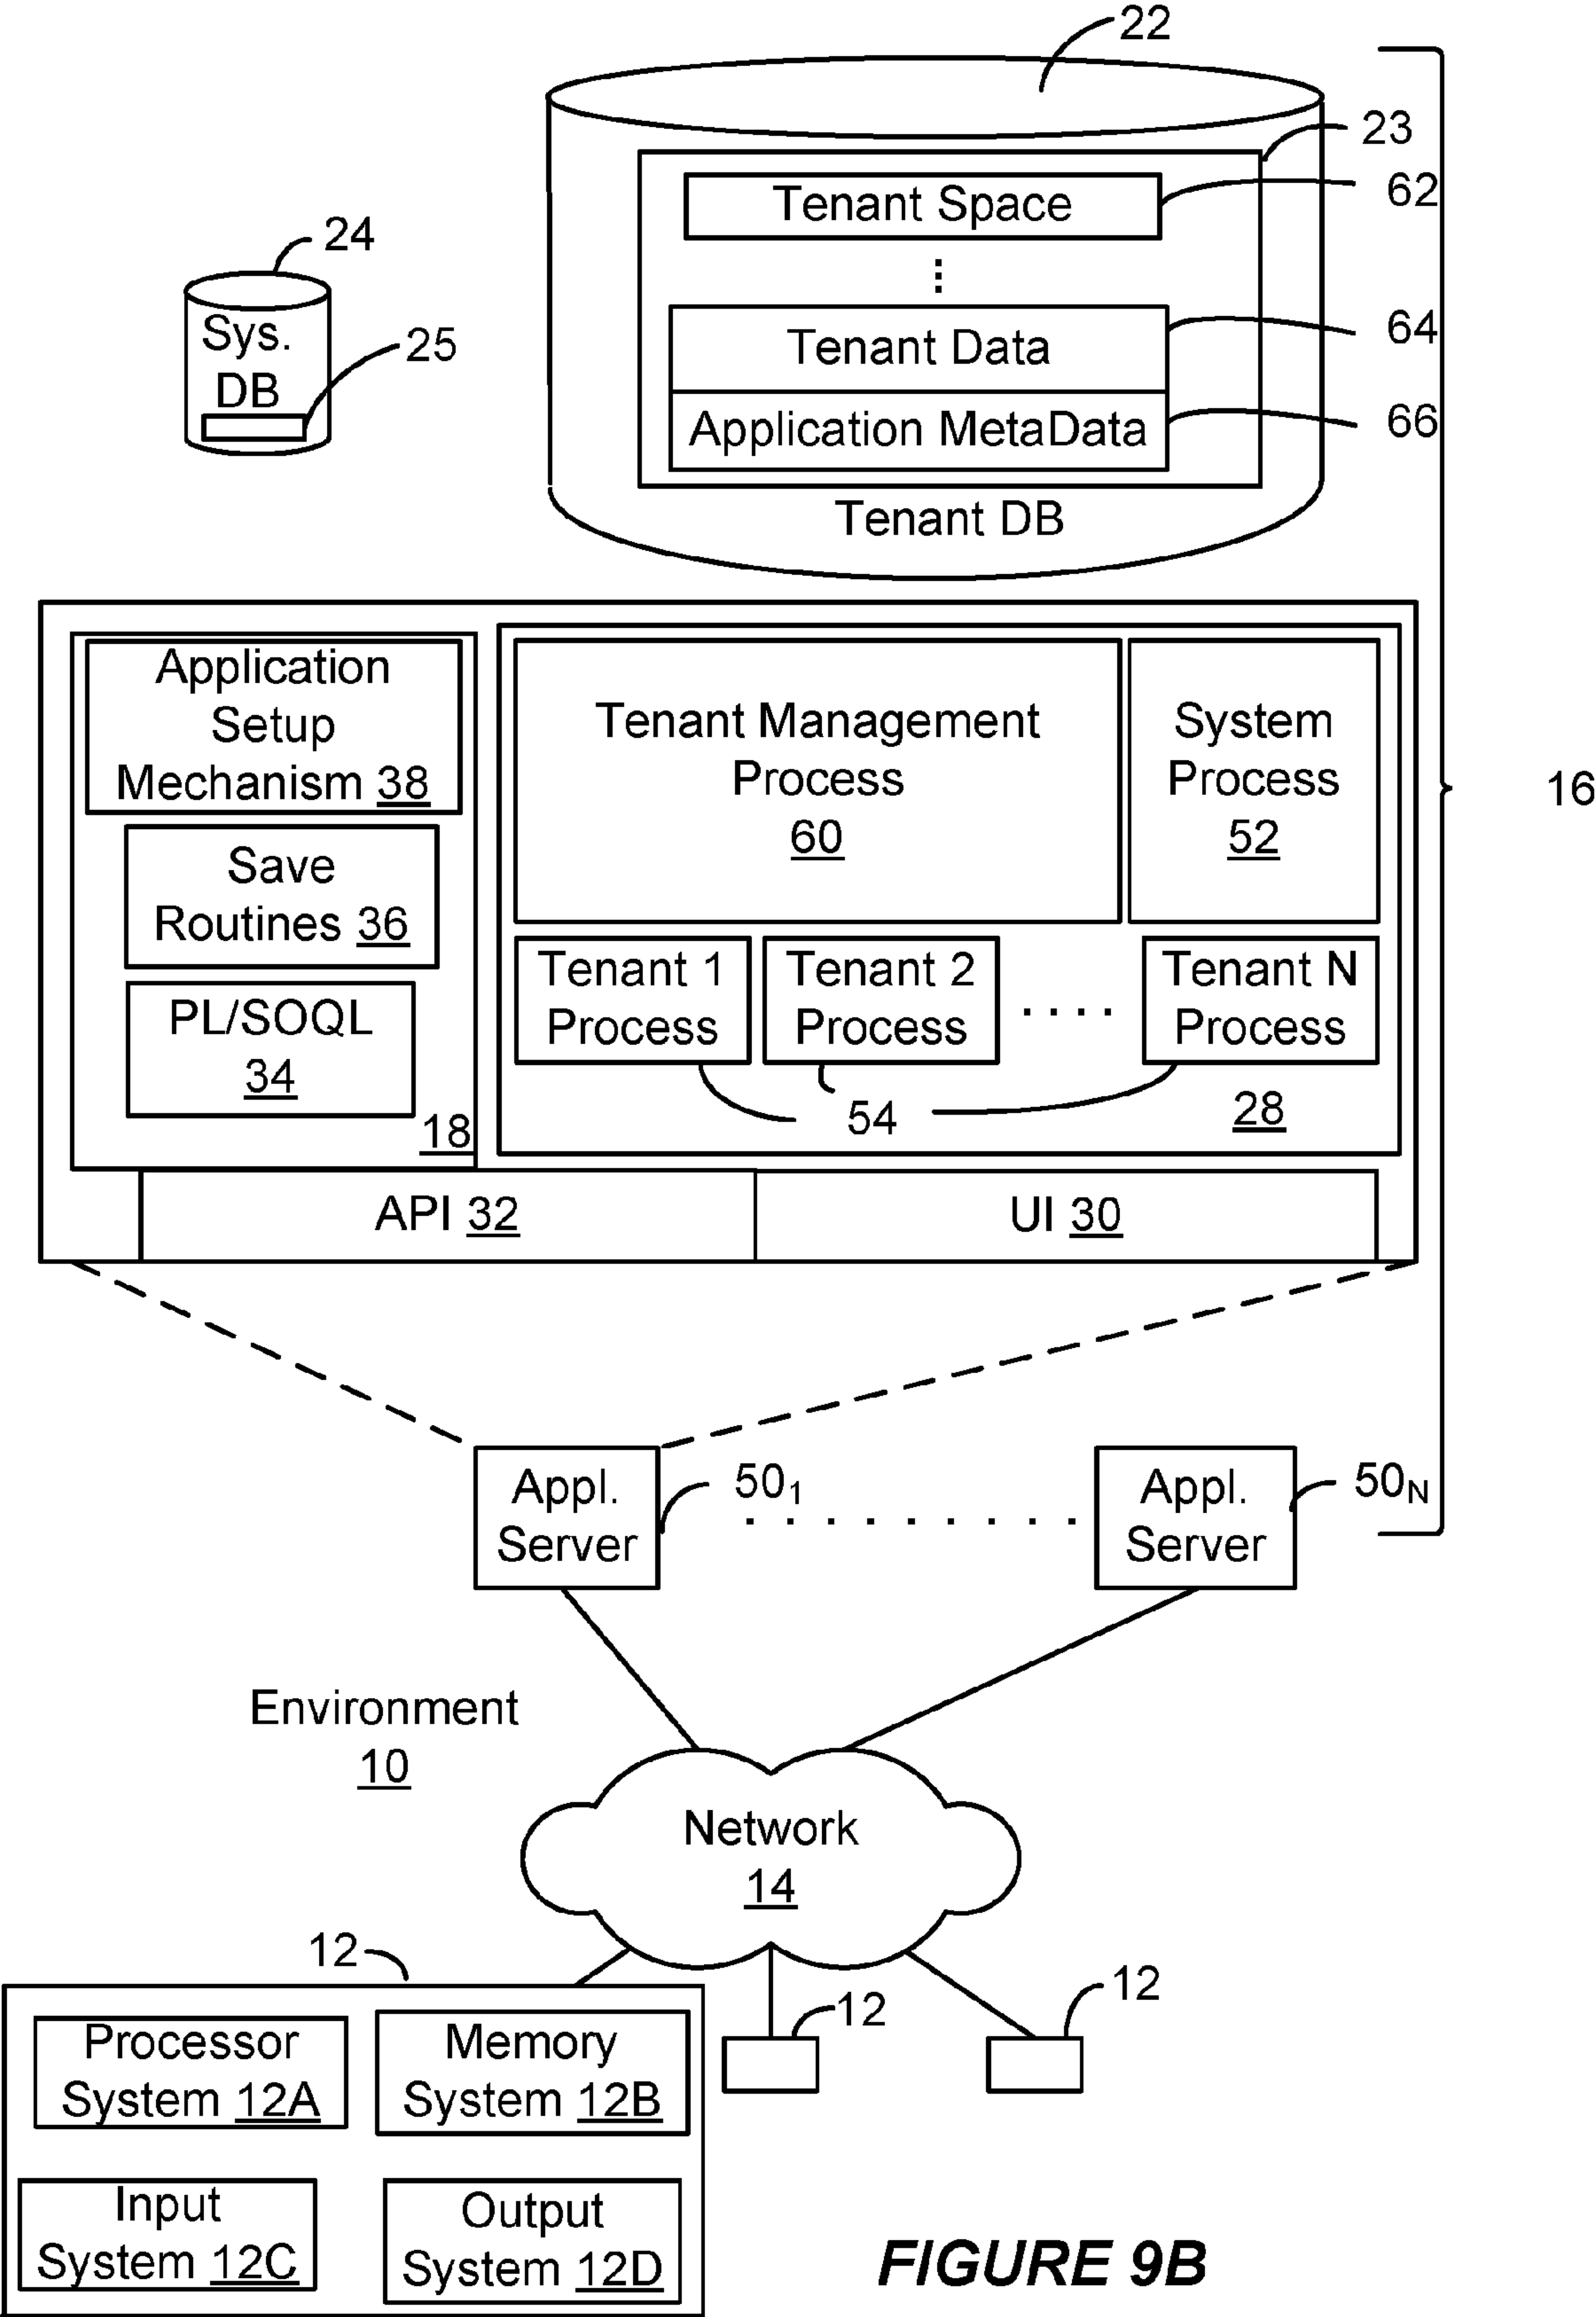 22
23
Tenant Space
62
24
Sys.
DB
25
Tenant Data
64
Application MetaData
66
Tenant DB
16
Application
Setup
Mechanism 38
Save
Routines 36
PL/SOQL
34
18
Tenant Management
Process
60
System
Process
52
Tenant 1
Process
Tenant 2
Process
. . . .
Tenant N
Process
54
28
API 32
UI 30
Appl.
Server
50₁
. . . . . . . . .
Appl.
Server
50N
Environment
10
Network
14
12
12
12
Processor
System 12A
Memory
System 12B
Input
System 12C
Output
System 12D
FIGURE 9B